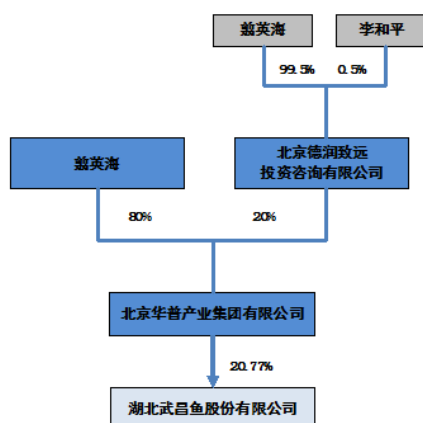 翦英海
李和平
99.5%
0.5%
翦英海
北京德润致远
投资咨询有限公司
80%
20%
北京华普产业集团有限公司
20.77%
湖北武昌鱼股份有限公司